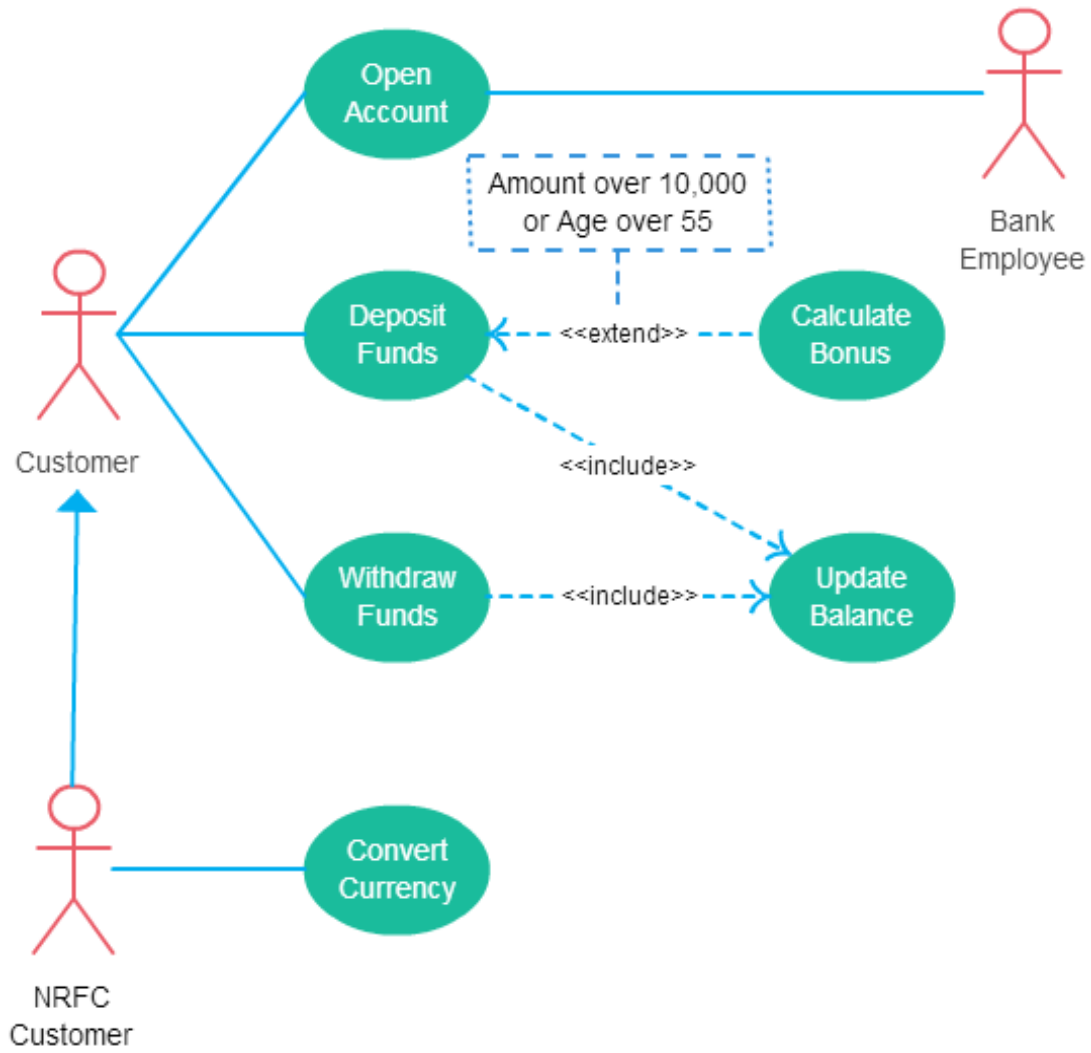 Open
Account
Amount over 10,000
or Age over 55
Bank
Employee
Deposit
Funds
<<extend>>
Calculate
Bonus
Customer
<<include>>
Withdraw
Funds
<<include>>
Update
Balance
Convert
Currency
NRFC
Customer